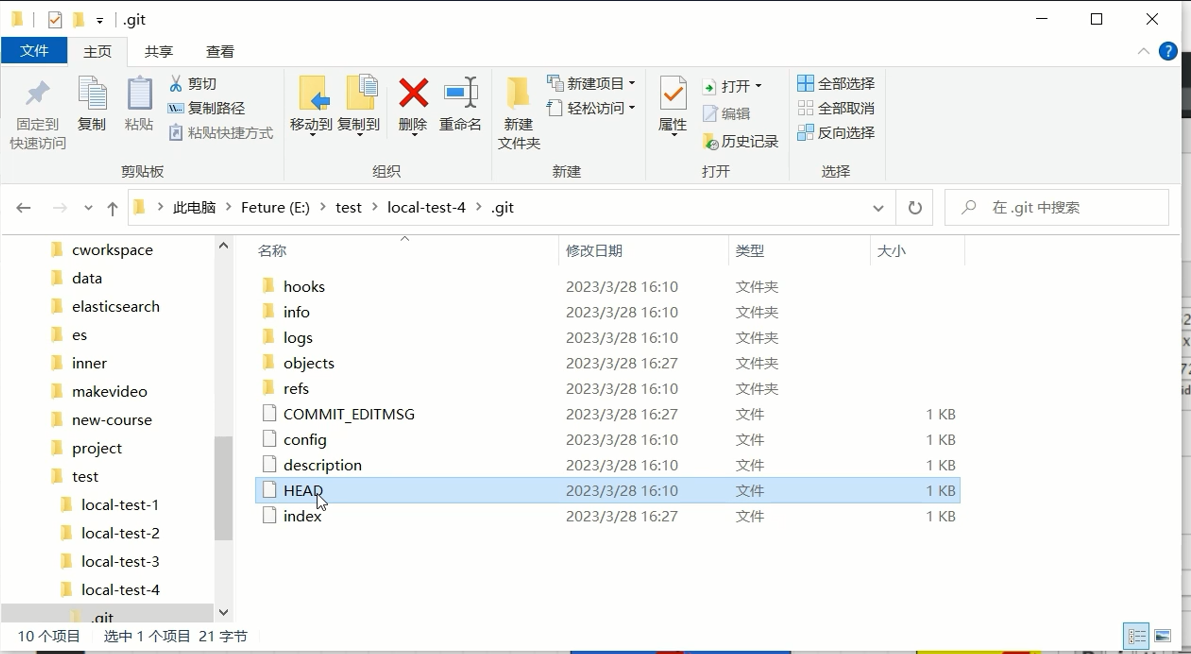 .git
文件 主页 共享 查看
固定到快速访问 复制 粘贴 剪切 复制路径 粘贴快捷方式
移动到 复制到 删除 重命名
新建文件夹 新建项目 轻松访问
属性 打开 编辑 历史记录
全部选择 全部取消 反向选择
剪贴板 组织 新建 打开 选择
此电脑 Feture (E:) test local-test-4 .git 在 .git 中搜索
cworkspace
data
elasticsearch
es
inner
makevideo
new-course
project
test
local-test-1
local-test-2
local-test-3
local-test-4
.git
名称 修改日期 类型 大小
hooks 2023/3/28 16:10 文件夹
info 2023/3/28 16:10 文件夹
logs 2023/3/28 16:10 文件夹
objects 2023/3/28 16:27 文件夹
refs 2023/3/28 16:10 文件夹
COMMIT_EDITMSG 2023/3/28 16:27 文件 1 KB
config 2023/3/28 16:10 文件 1 KB
description 2023/3/28 16:10 文件 1 KB
HEAD 2023/3/28 16:10 文件 1 KB
index 2023/3/28 16:27 文件 1 KB
10 个项目 选中 1 个项目 21 字节